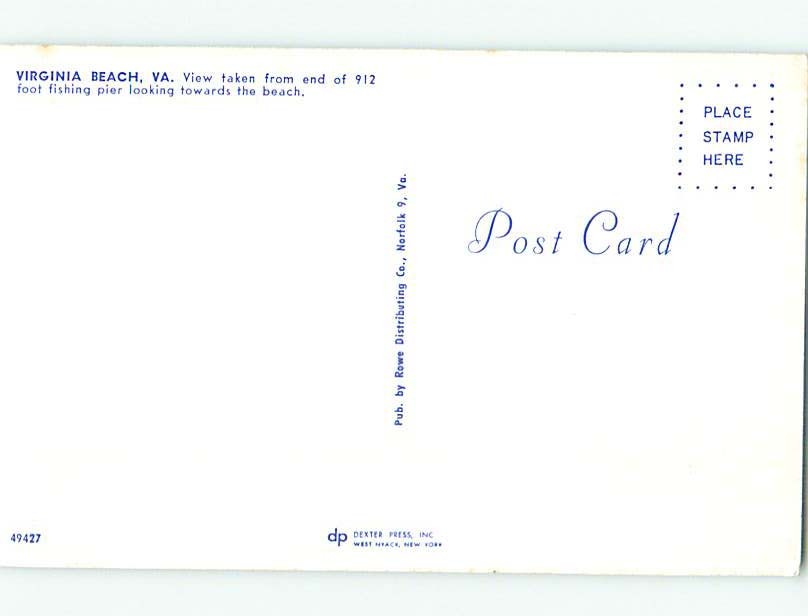 VIRGINIA BEACH, VA. View taken from end of 912
foot fishing pier looking towards the beach.
PLACE
STAMP
HERE
Post Card
Pub. by Rowe Distributing Co., Norfolk 9, Va.
49427
dp DEXTER PRESS, INC
WEST NYACK, NEW YORK